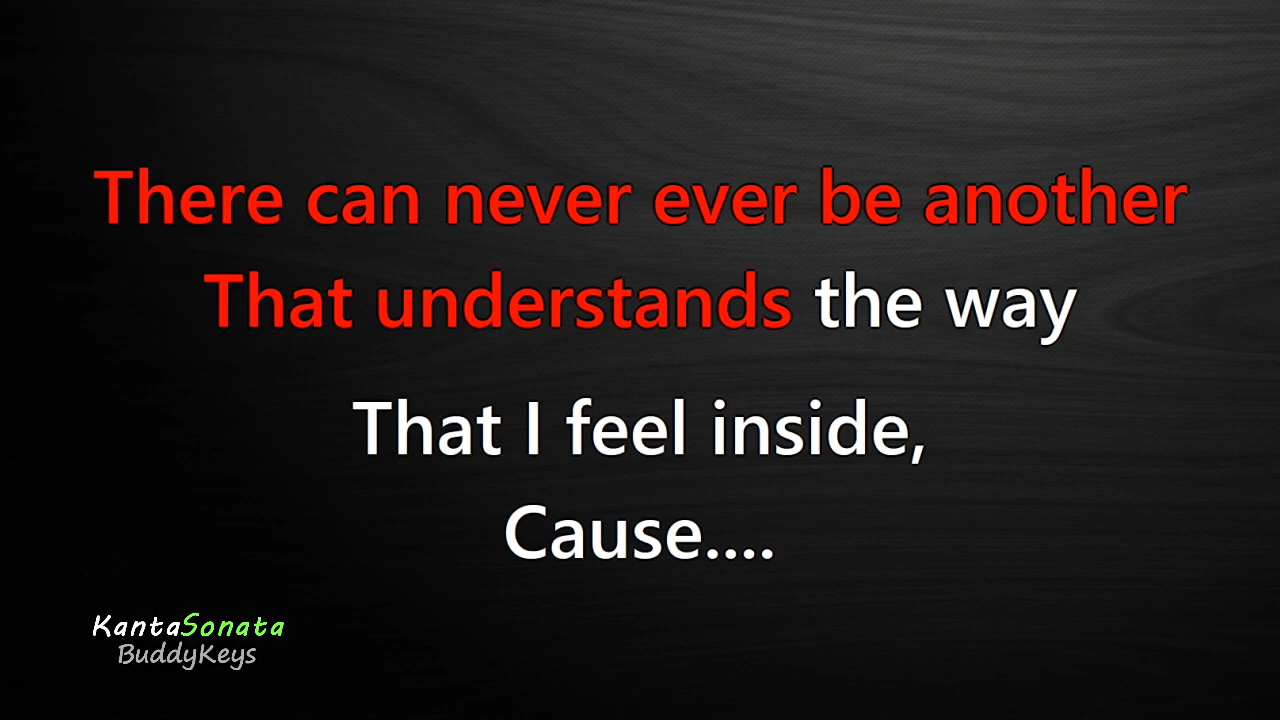 There can never ever be another
That understands the way
That I feel inside,
Cause....
KantaSonata
BuddyKeys